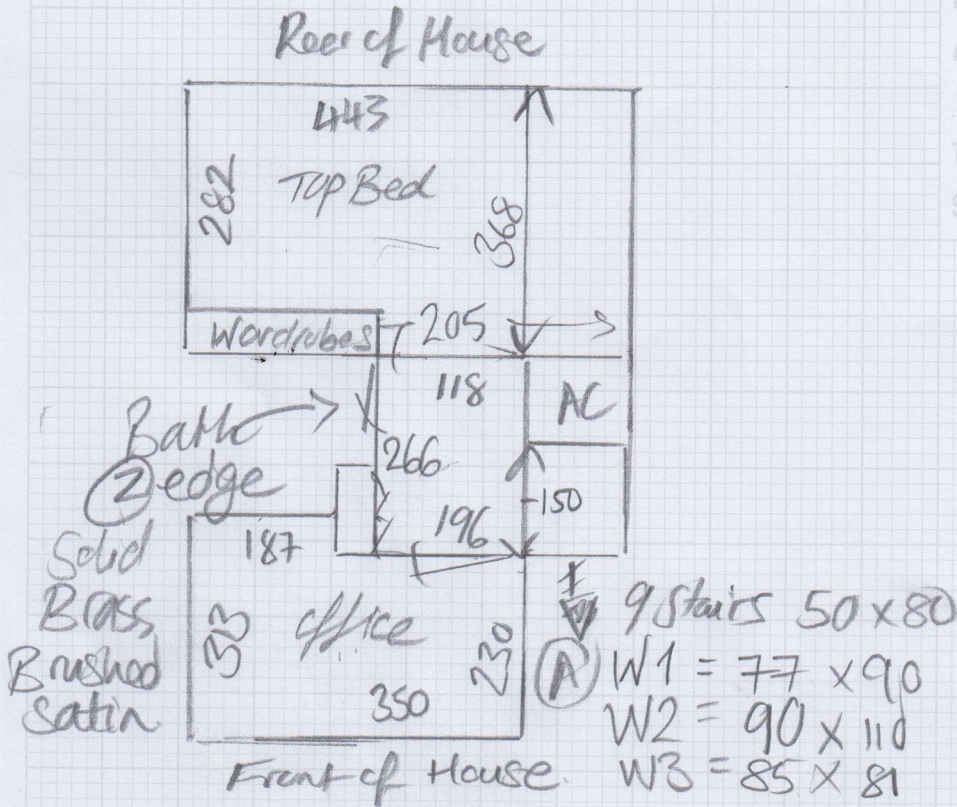 Rear of House
443
282
Top Bed
368
Wardrobes
205
118
AC
Bath
266
2 edge
150
187
196
Solid
Brass
Brushed
Satin
313
office
230
350
9 Stairs 50 x 80
A W1 = 77 x 90
W2 = 90 x 110
W3 = 85 x 81
Front of House